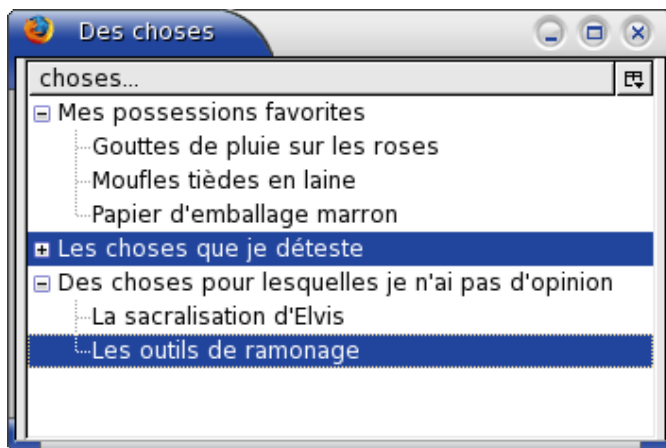 Des choses
choses...
Mes possessions favorites
Gouttes de pluie sur les roses
Moufles tièdes en laine
Papier d'emballage marron
Les choses que je déteste
Des choses pour lesquelles je n'ai pas d'opinion
La sacralisation d'Elvis
Les outils de ramonage